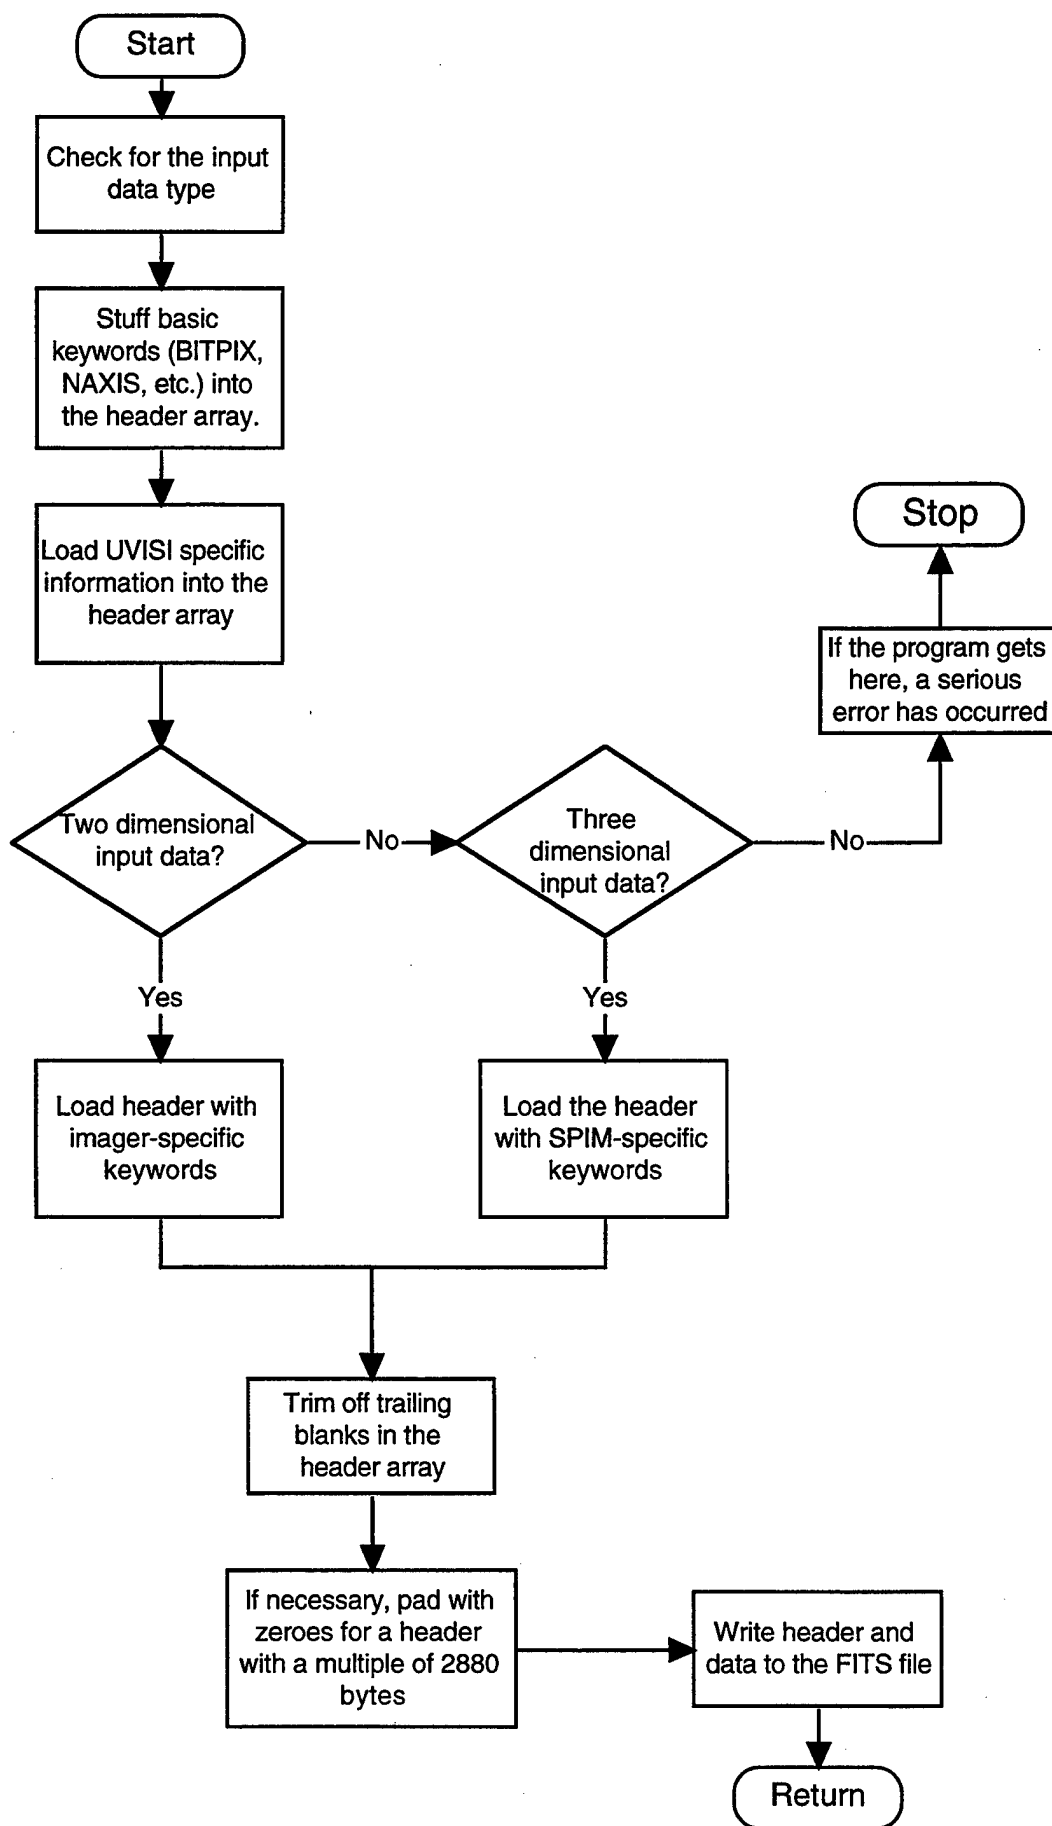 Start
Check for the input
data type
Stuff basic
keywords (BITPIX,
NAXIS, etc.) into
the header array.
Load UVISI specific
information into the
header array
Stop
If the program gets
here, a serious
error has occurred
Two dimensional
input data?
No
Three
dimensional
input data?
No
Yes
Yes
Load header with
imager-specific
keywords
Load the header
with SPIM-specific
keywords
Trim off trailing
blanks in the
header array
If necessary, pad with
zeroes for a header
with a multiple of 2880
bytes
Write header and
data to the FITS file
Return